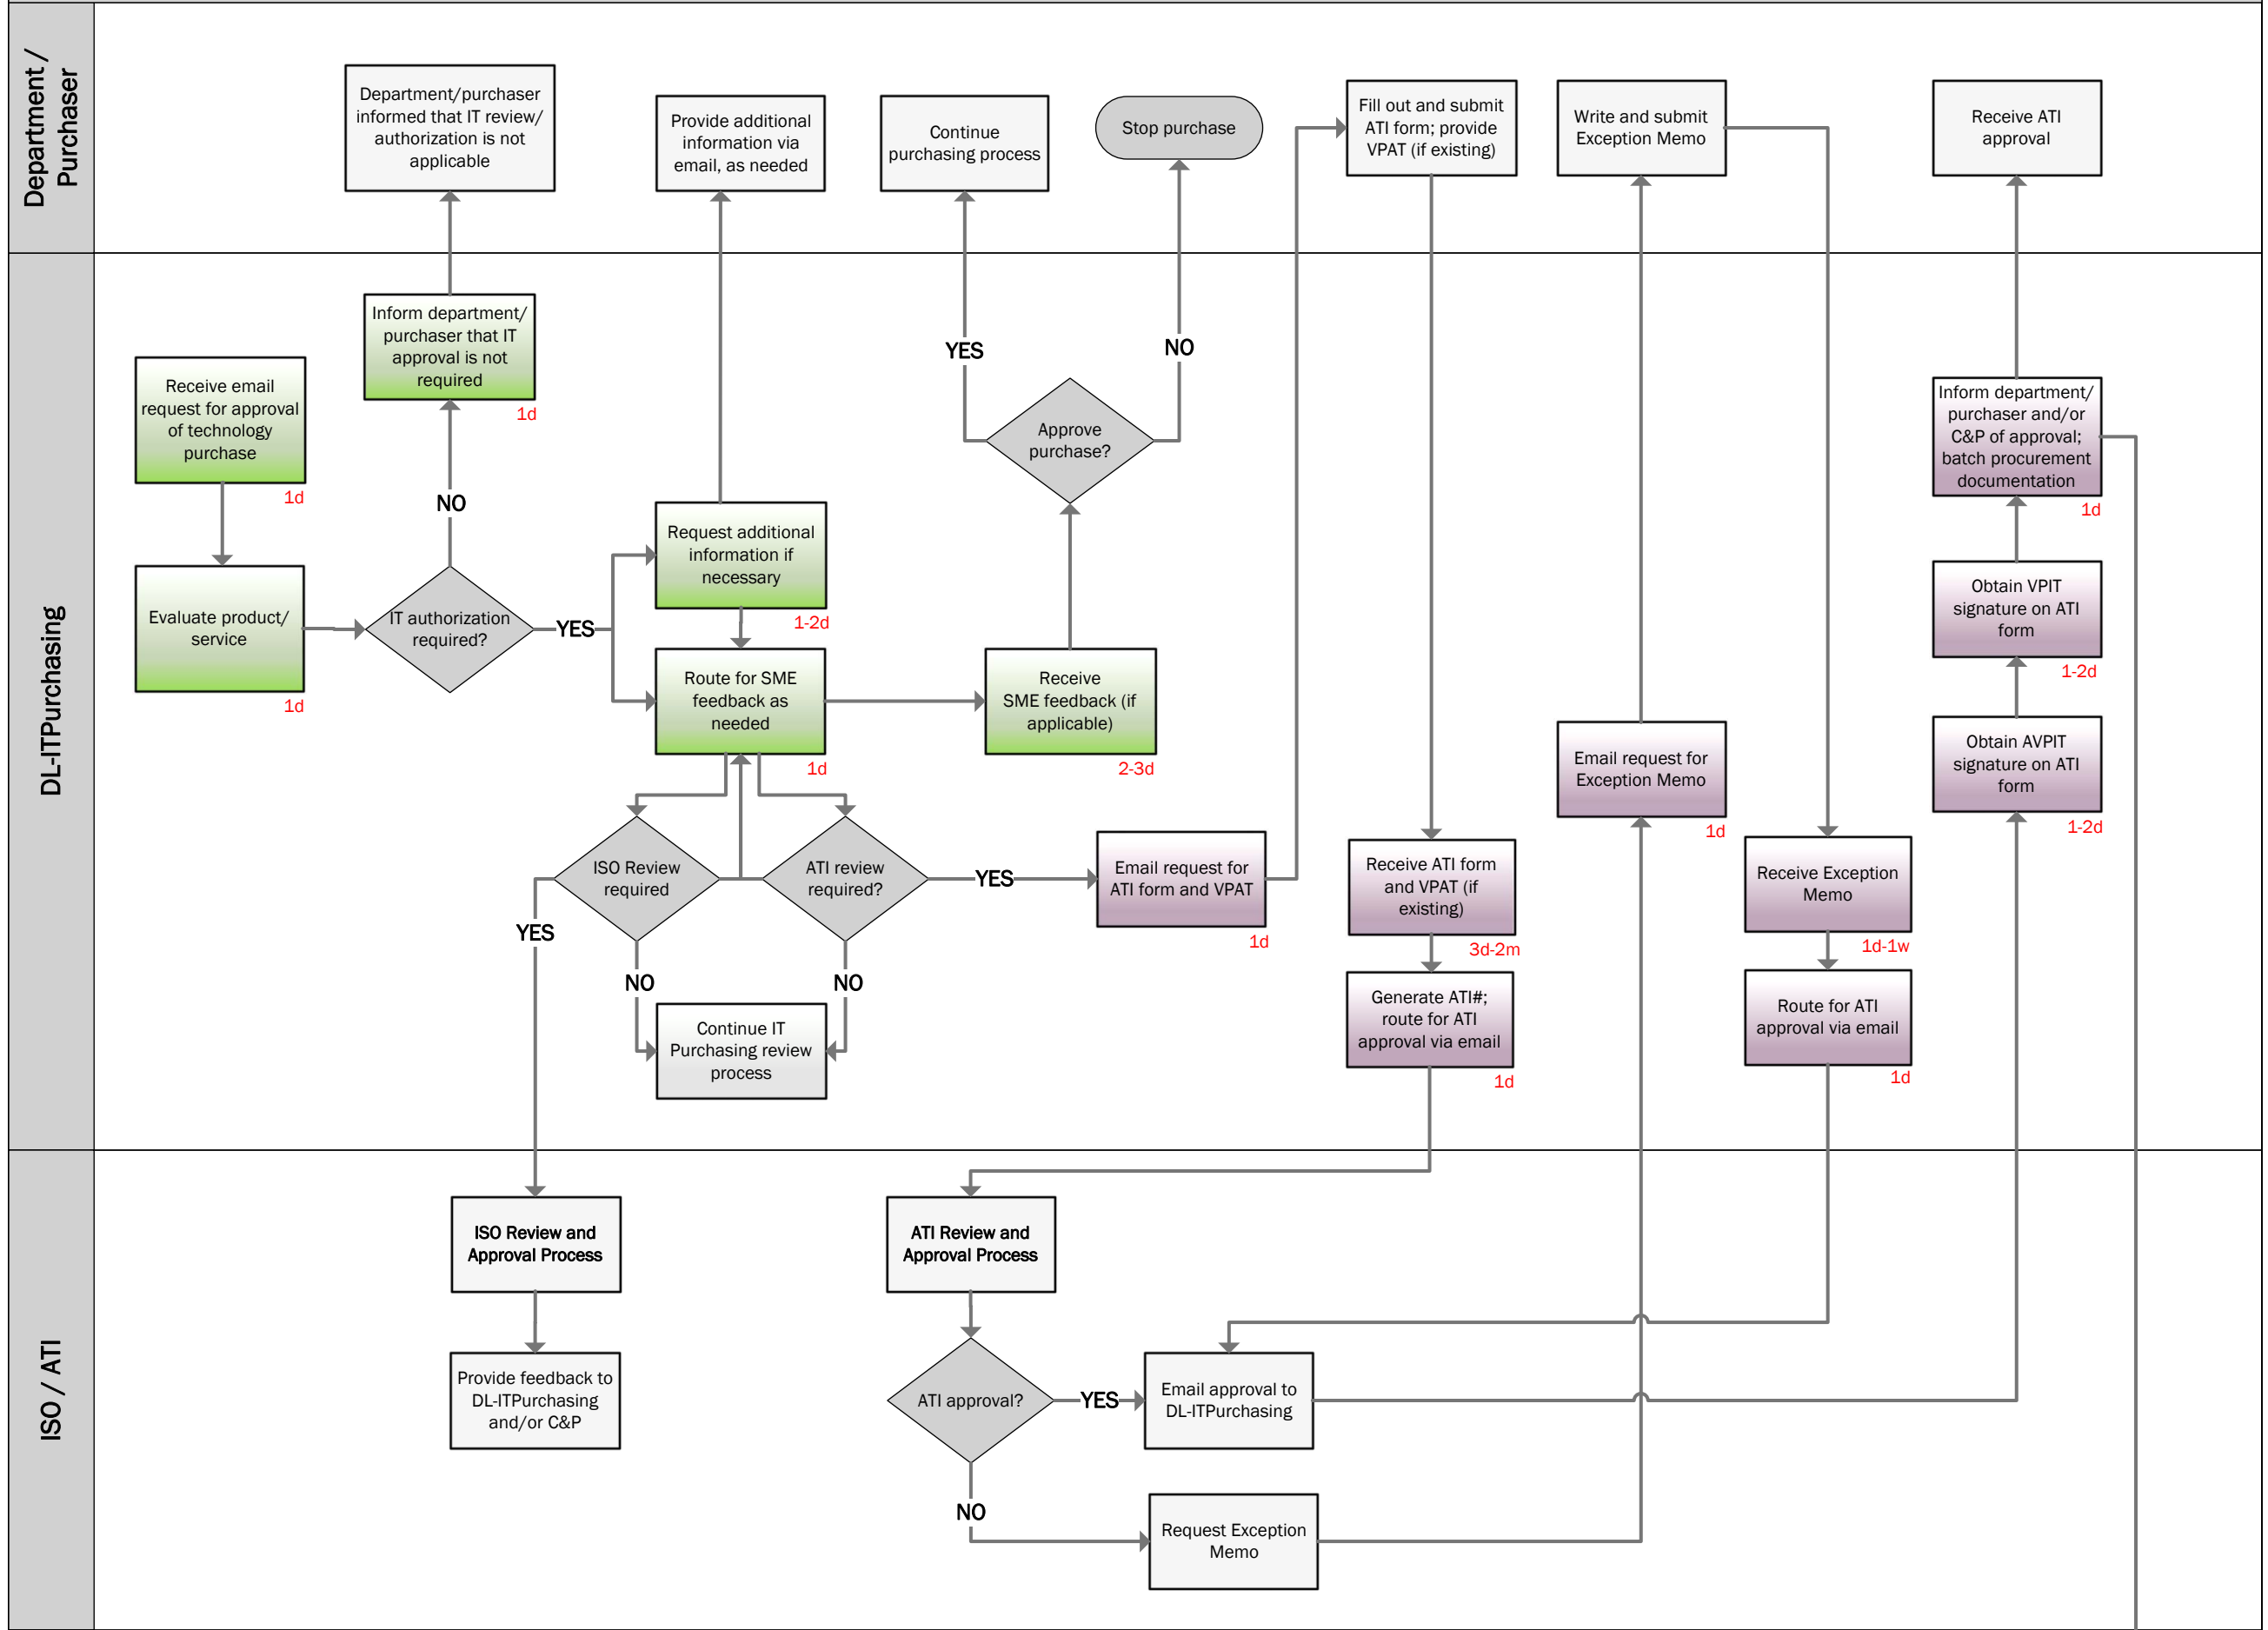 Department /
Purchaser
Department/purchaser
informed that IT review/
authorization is not
applicable
Provide additional
information via
email, as needed
Continue
purchasing process
Stop purchase
Fill out and submit
ATI form; provide
VPAT (if existing)
Write and submit
Exception Memo
Receive ATI
approval
DL-ITPurchasing
Receive email
request for approval
of technology
purchase
1d
Evaluate product/
service
1d
Inform department/
purchaser that IT
approval is not
required
1d
NO
IT authorization
required?
YES
Request additional
information if
necessary
1-2d
Route for SME
feedback as
needed
1d
Receive
SME feedback (if
applicable)
2-3d
Approve
purchase?
YES
NO
ISO Review
required
YES
NO
ATI review
required?
YES
NO
Continue IT
Purchasing review
process
Email request for
ATI form and VPAT
1d
Receive ATI form
and VPAT (if
existing)
3d-2m
Generate ATI#;
route for ATI
approval via email
1d
Email request for
Exception Memo
1d
Receive Exception
Memo
1d-1w
Route for ATI
approval via email
1d
Inform department/
purchaser and/or
C&P of approval;
batch procurement
documentation
1d
Obtain VPIT
signature on ATI
form
1-2d
Obtain AVPIT
signature on ATI
form
1-2d
ISO / ATI
ISO Review and
Approval Process
Provide feedback to
DL-ITPurchasing
and/or C&P
ATI Review and
Approval Process
ATI approval?
YES
NO
Email approval to
DL-ITPurchasing
Request Exception
Memo